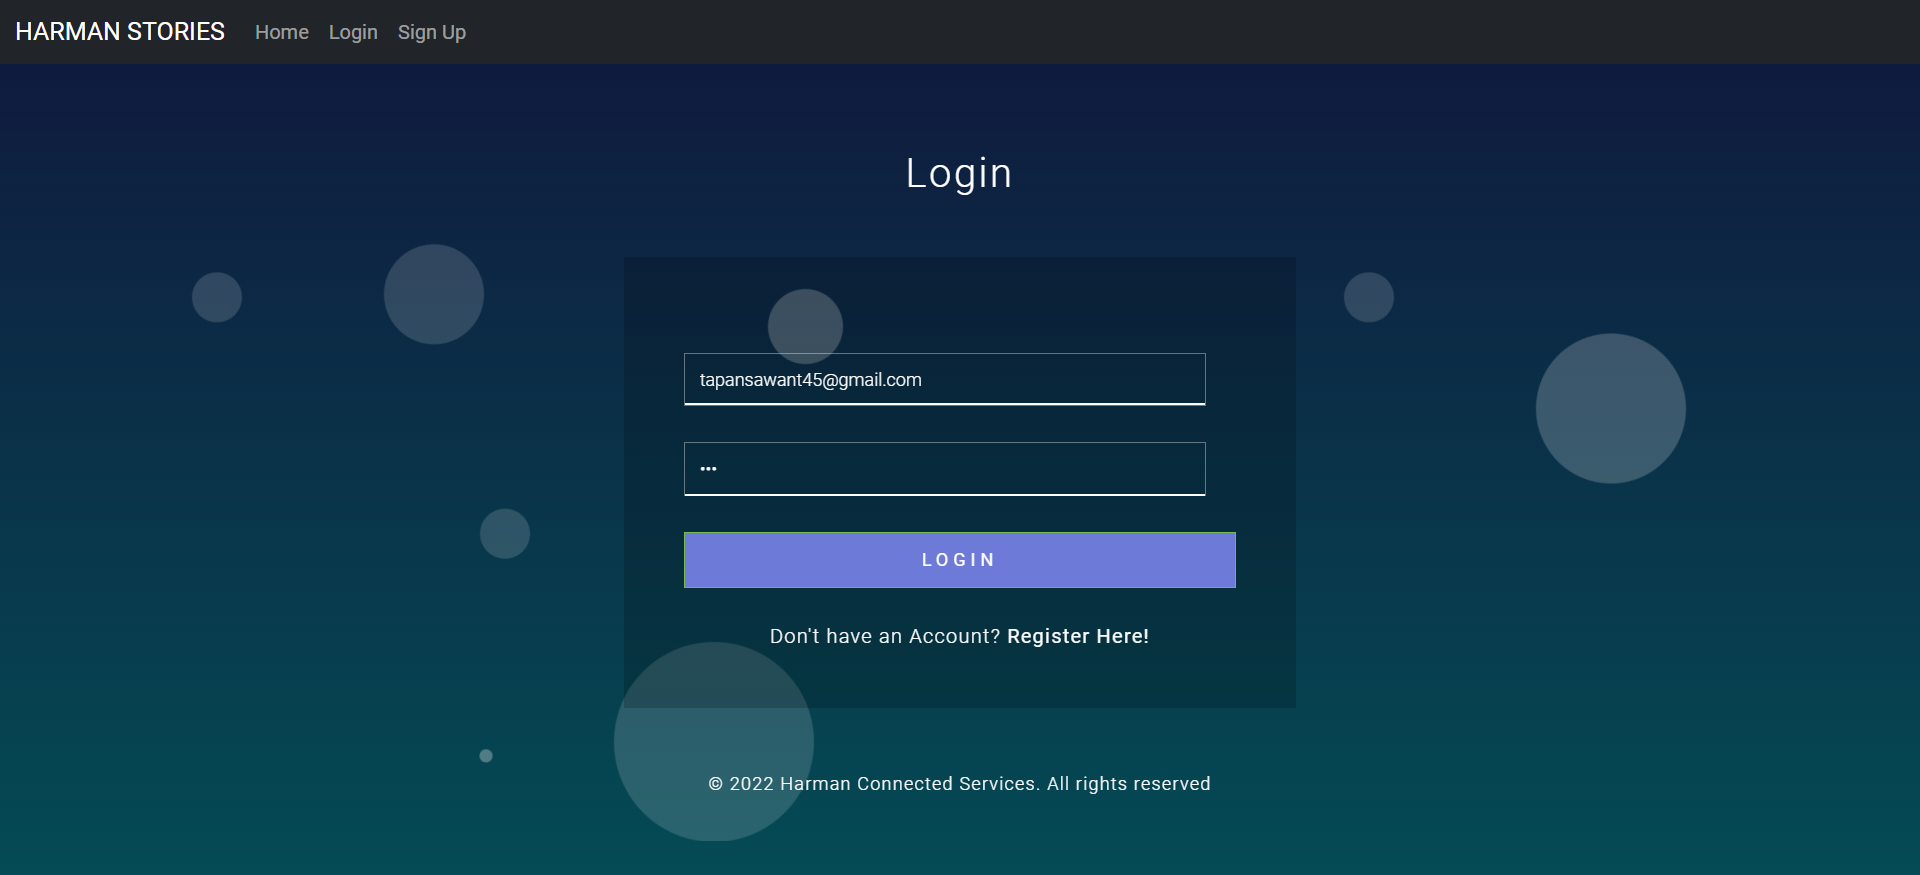 HARMAN STORIES Home Login Sign Up
Login
tapansawant45@gmail.com
•••
LOGIN
Don't have an Account? Register Here!
© 2022 Harman Connected Services. All rights reserved